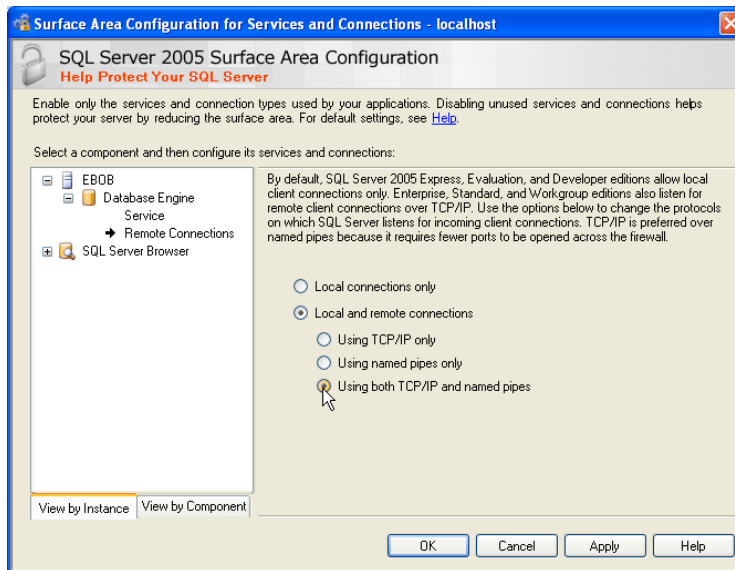 Surface Area Configuration for Services and Connections - localhost
SQL Server 2005 Surface Area Configuration
Help Protect Your SQL Server
Enable only the services and connection types used by your applications. Disabling unused services and connections helps
protect your server by reducing the surface area. For default settings, see Help.
Select a component and then configure its services and connections:
EBOB
Database Engine
Service
Remote Connections
SQL Server Browser
By default, SQL Server 2005 Express, Evaluation, and Developer editions allow local
client connections only. Enterprise, Standard, and Workgroup editions also listen for
remote client connections over TCP/IP. Use the options below to change the protocols
on which SQL Server listens for incoming client connections. TCP/IP is preferred over
named pipes because it requires fewer ports to be opened across the firewall.
Local connections only
Local and remote connections
Using TCP/IP only
Using named pipes only
Using both TCP/IP and named pipes
View by Instance View by Component
OK Cancel Apply Help